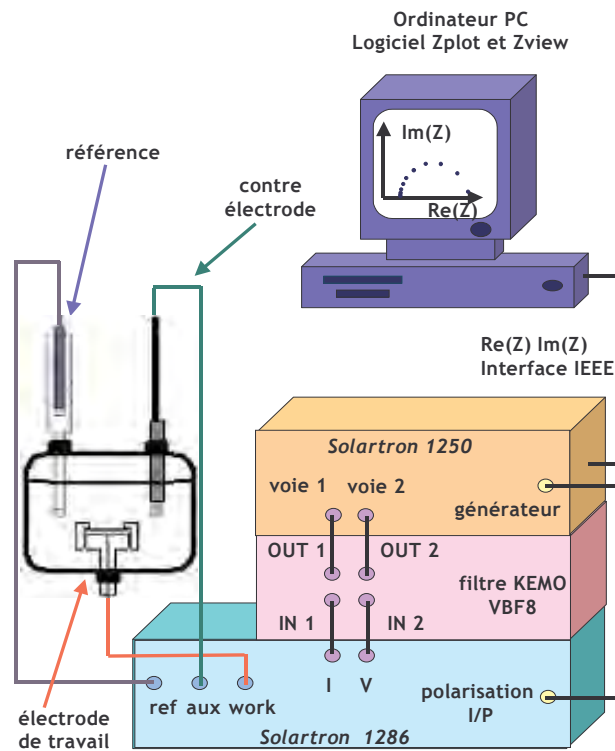 Ordinateur PC
Logiciel Zplot et Zview
Im(Z)
Re(Z)
référence
contre
électrode
Re(Z) Im(Z)
Interface IEEE
Solartron 1250
voie 1 voie 2
générateur
OUT 1 OUT 2
filtre KEMO
VBF8
IN 1 IN 2
I V
polarisation
I/P
ref aux work
Solartron 1286
électrode
de travail